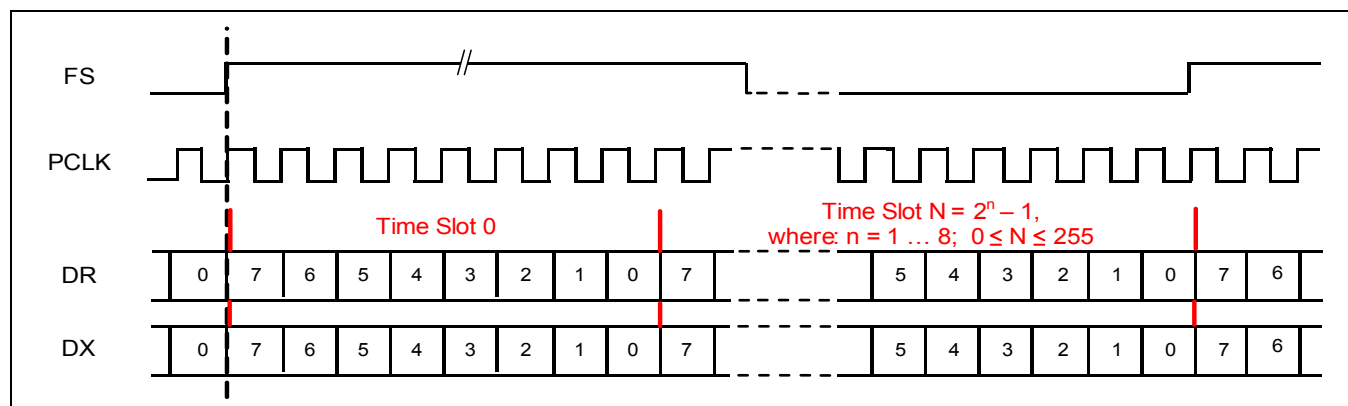 FS
PCLK
Time Slot 0
Time Slot N = 2ⁿ – 1,
where: n = 1 … 8; 0 ≤ N ≤ 255
DR 0 7 6 5 4 3 2 1 0 7 5 4 3 2 1 0 7 6
DX 0 7 6 5 4 3 2 1 0 7 5 4 3 2 1 0 7 6